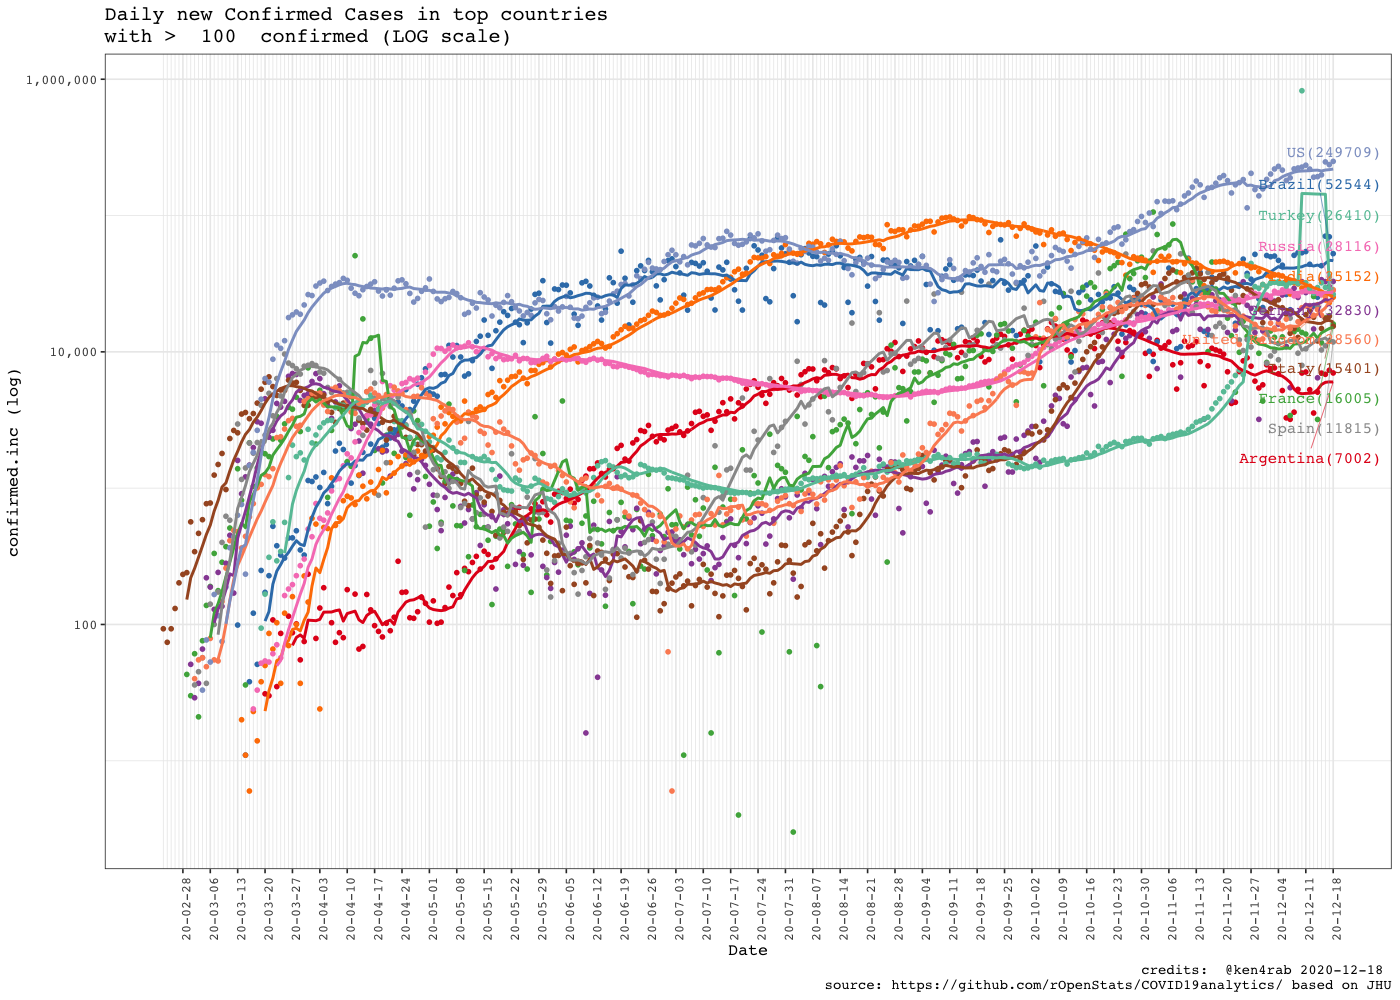 Daily new Confirmed Cases in top countries
with >  100  confirmed (LOG scale)
1,000,000
10,000
100
confirmed.inc (log)
US(249709)
Brazil(52544)
Turkey(26410)
Russia(28116)
India(25152)
Germany(32830)
United Kingdom(28560)
Italy(15401)
France(16005)
Spain(11815)
Argentina(7002)
20-02-28
20-03-06
20-03-13
20-03-20
20-03-27
20-04-03
20-04-10
20-04-17
20-04-24
20-05-01
20-05-08
20-05-15
20-05-22
20-05-29
20-06-05
20-06-12
20-06-19
20-06-26
20-07-03
20-07-10
20-07-17
20-07-24
20-07-31
20-08-07
20-08-14
20-08-21
20-08-28
20-09-04
20-09-11
20-09-18
20-09-25
20-10-02
20-10-09
20-10-16
20-10-23
20-10-30
20-11-06
20-11-13
20-11-20
20-11-27
20-12-04
20-12-11
20-12-18
Date
credits:  @ken4rab 2020-12-18
source: https://github.com/rOpenStats/COVID19analytics/ based on JHU